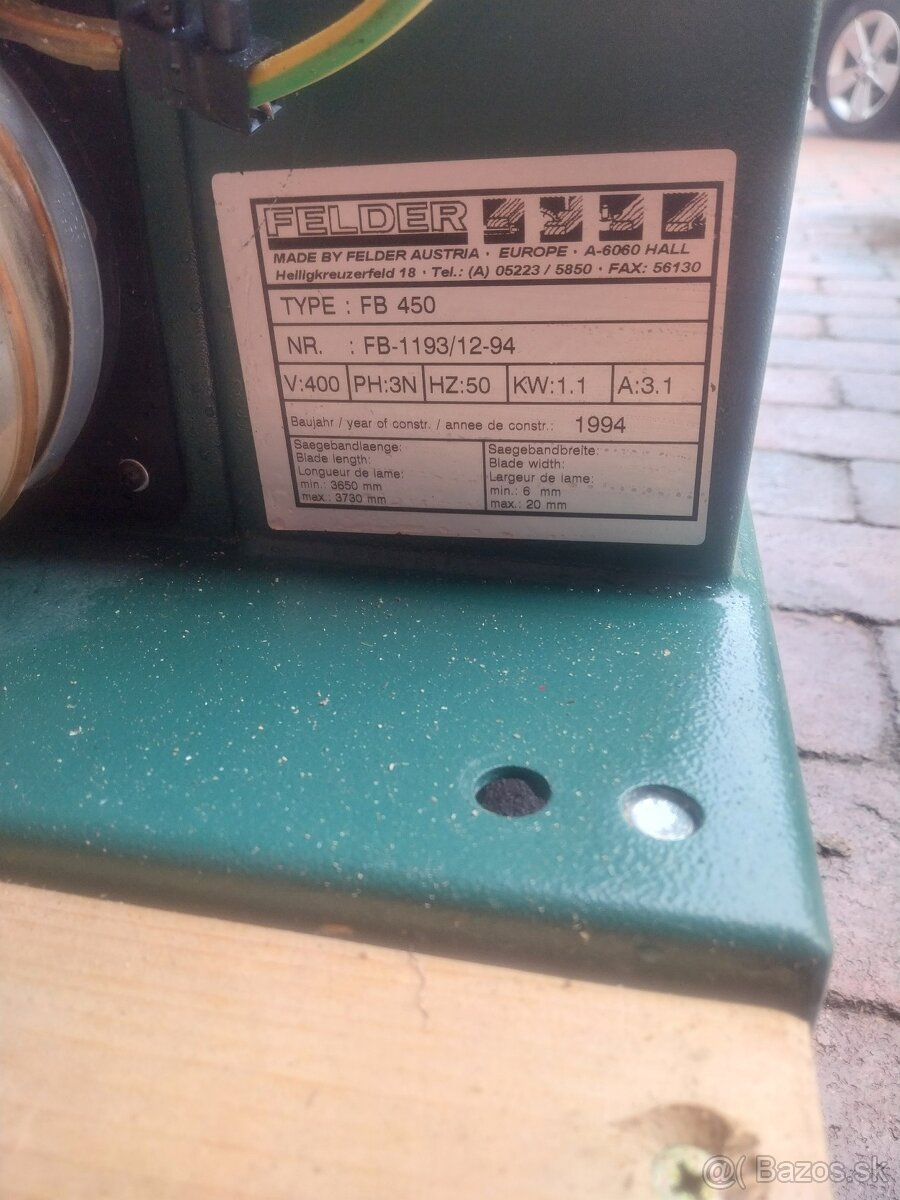 FELDER
MADE BY FELDER AUSTRIA · EUROPE · A-6060 HALL
Heiligkreuzerfeld 18 · Tel.: (A) 05223 / 5850 · FAX: 56130
TYPE : FB 450
NR. : FB-1193/12-94
V:400 PH:3N HZ:50 KW:1.1 A:3.1
Baujahr / year of constr. / annee de constr.: 1994
Saegebandlaenge:
Blade length:
Longueur de lame:
min.: 3650 mm
max.: 3730 mm
Saegebandbreite:
Blade width:
Largeur de lame:
min.: 6 mm
max.: 20 mm
@( Bazos.sk